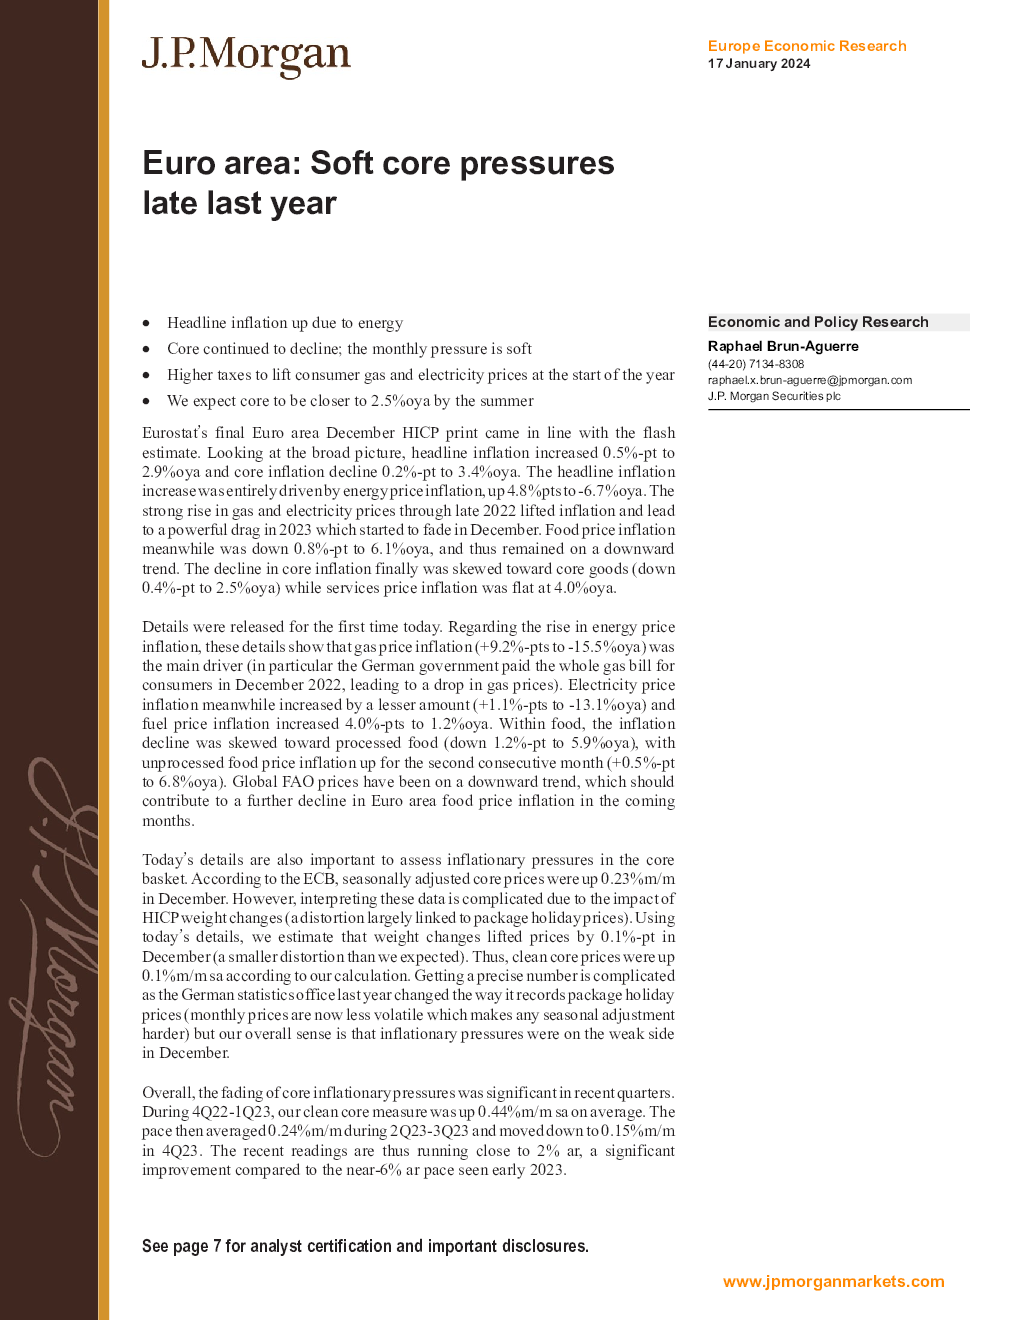 J.P.Morgan
Europe Economic Research
17 January 2024
Euro area: Soft core pressures
late last year
• Headline inflation up due to energy
• Core continued to decline; the monthly pressure is soft
• Higher taxes to lift consumer gas and electricity prices at the start of the year
• We expect core to be closer to 2.5%oya by the summer
Economic and Policy Research
Raphael Brun-Aguerre
(44-20) 7134-8308
raphael.x.brun-aguerre@jpmorgan.com
J.P. Morgan Securities plc
Eurostat's final Euro area December HICP print came in line with the flash
estimate. Looking at the broad picture, headline inflation increased 0.5%-pt to
2.9%oya and core inflation decline 0.2%-pt to 3.4%oya. The headline inflation
increase was entirely driven by energy price inflation, up 4.8%pts to -6.7%oya. The
strong rise in gas and electricity prices through late 2022 lifted inflation and lead
to a powerful drag in 2023 which started to fade in December. Food price inflation
meanwhile was down 0.8%-pt to 6.1%oya, and thus remained on a downward
trend. The decline in core inflation finally was skewed toward core goods (down
0.4%-pt to 2.5%oya) while services price inflation was flat at 4.0%oya.
Details were released for the first time today. Regarding the rise in energy price
inflation, these details show that gas price inflation (+9.2%-pts to -15.5%oya) was
the main driver (in particular the German government paid the whole gas bill for
consumers in December 2022, leading to a drop in gas prices). Electricity price
inflation meanwhile increased by a lesser amount (+1.1%-pts to -13.1%oya) and
fuel price inflation increased 4.0%-pts to 1.2%oya. Within food, the inflation
decline was skewed toward processed food (down 1.2%-pt to 5.9%oya), with
unprocessed food price inflation up for the second consecutive month (+0.5%-pt
to 6.8%oya). Global FAO prices have been on a downward trend, which should
contribute to a further decline in Euro area food price inflation in the coming
months.
Today's details are also important to assess inflationary pressures in the core
basket. According to the ECB, seasonally adjusted core prices were up 0.23%m/m
in December. However, interpreting these data is complicated due to the impact of
HICP weight changes (a distortion largely linked to package holiday prices). Using
today's details, we estimate that weight changes lifted prices by 0.1%-pt in
December (a smaller distortion than we expected). Thus, clean core prices were up
0.1%m/m sa according to our calculation. Getting a precise number is complicated
as the German statistics office last year changed the way it records package holiday
prices (monthly prices are now less volatile which makes any seasonal adjustment
harder) but our overall sense is that inflationary pressures were on the weak side
in December.
Overall, the fading of core inflationary pressures was significant in recent quarters.
During 4Q22-1Q23, our clean core measure was up 0.44%m/m sa on average. The
pace then averaged 0.24%m/m during 2Q23-3Q23 and moved down to 0.15%m/m
in 4Q23. The recent readings are thus running close to 2% ar, a significant
improvement compared to the near-6% ar pace seen early 2023.
J.P. Morgan
See page 7 for analyst certification and important disclosures.
www.jpmorganmarkets.com